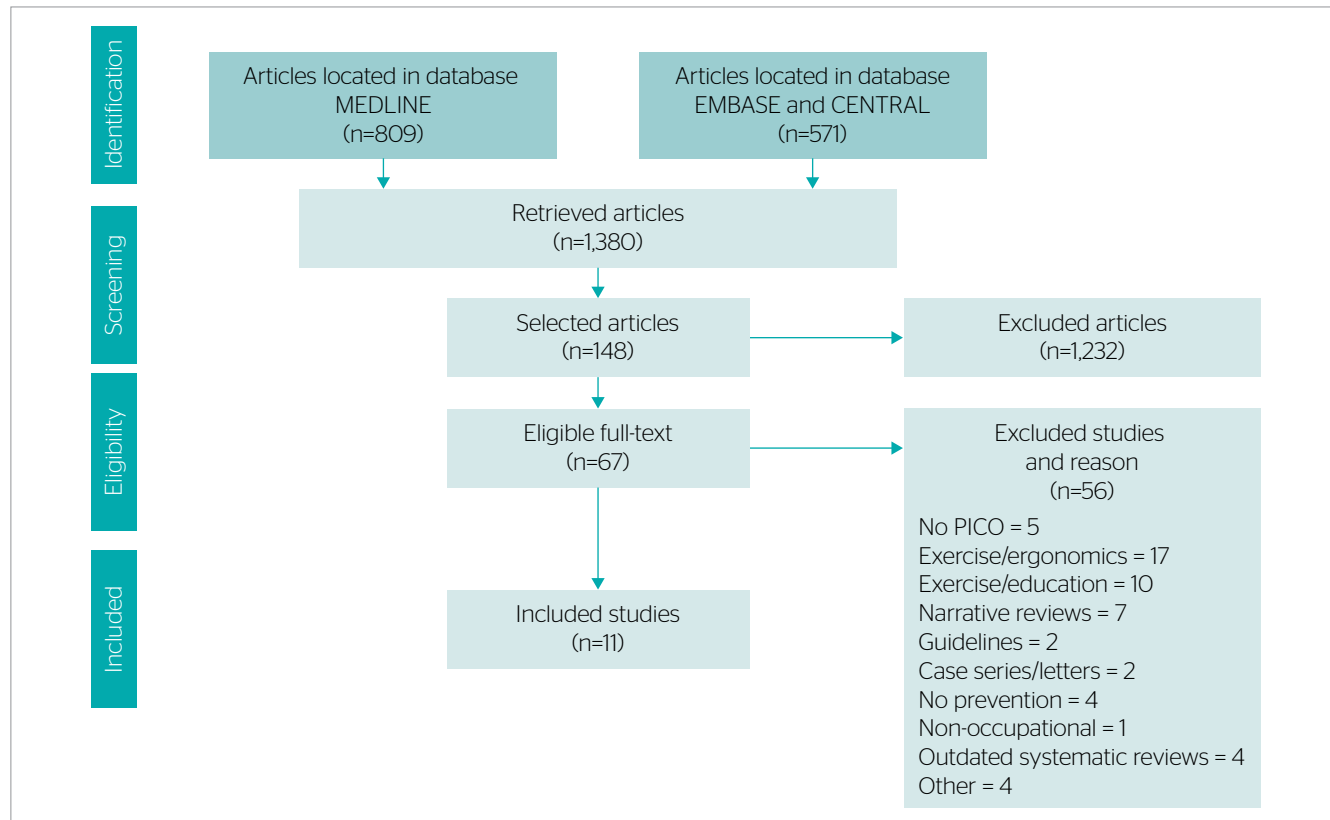 Identification
Articles located in database
MEDLINE
(n=809)
Articles located in database
EMBASE and CENTRAL
(n=571)
Retrieved articles
(n=1,380)
Screening
Selected articles
(n=148)
Excluded articles
(n=1,232)
Eligibility
Eligible full-text
(n=67)
Excluded studies
and reason
(n=56)
No PICO = 5
Exercise/ergonomics = 17
Exercise/education = 10
Narrative reviews = 7
Guidelines = 2
Case series/letters = 2
No prevention = 4
Non-occupational = 1
Outdated systematic reviews = 4
Other = 4
Included
Included studies
(n=11)